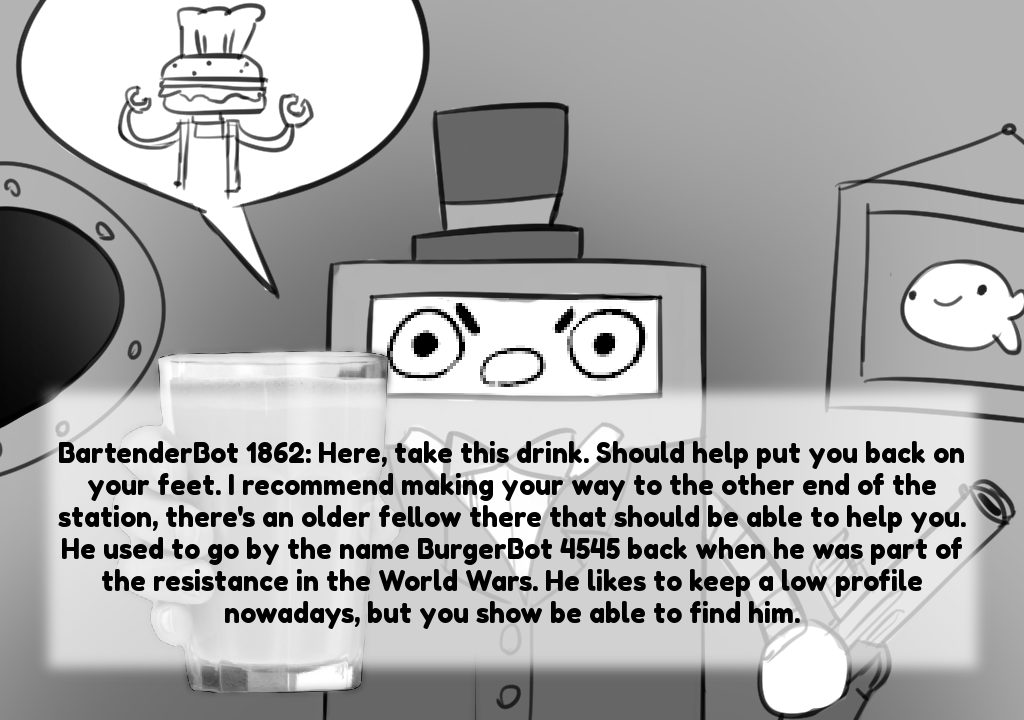 BartenderBot 1862: Here, take this drink. Should help put you back on
your feet. I recommend making your way to the other end of the
station, there's an older fellow there that should be able to help you.
He used to go by the name BurgerBot 4545 back when he was part of
the resistance in the World Wars. He likes to keep a low profile
nowadays, but you show be able to find him.